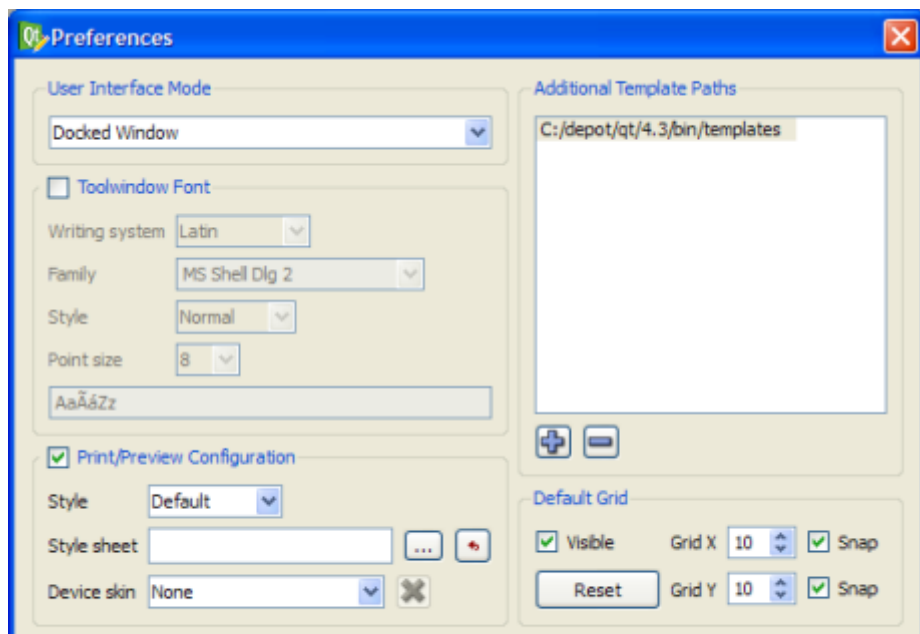 Qt Preferences
User Interface Mode
Docked Window
Toolwindow Font
Writing system Latin
Family MS Shell Dlg 2
Style Normal
Point size 8
AaÃáZz
Print/Preview Configuration
Style Default
Style sheet ...
Device skin None
Additional Template Paths
C:/depot/qt/4.3/bin/templates
Default Grid
Visible Grid X 10 Snap
Reset Grid Y 10 Snap